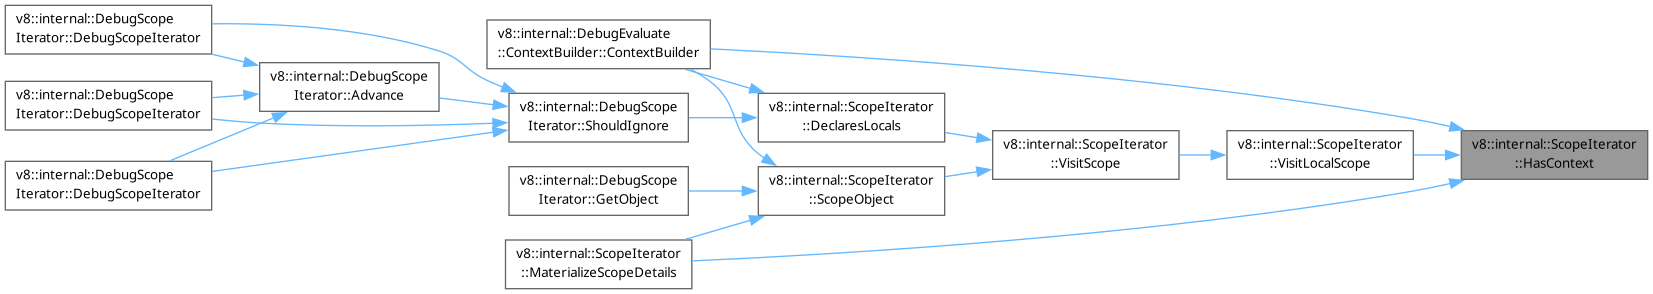 v8::internal::DebugScope
Iterator::DebugScopeIterator
v8::internal::DebugScope
Iterator::DebugScopeIterator
v8::internal::DebugScope
Iterator::DebugScopeIterator
v8::internal::DebugScope
Iterator::Advance
v8::internal::DebugEvaluate
::ContextBuilder::ContextBuilder
v8::internal::DebugScope
Iterator::ShouldIgnore
v8::internal::DebugScope
Iterator::GetObject
v8::internal::ScopeIterator
::MaterializeScopeDetails
v8::internal::ScopeIterator
::DeclaresLocals
v8::internal::ScopeIterator
::ScopeObject
v8::internal::ScopeIterator
::VisitScope
v8::internal::ScopeIterator
::VisitLocalScope
v8::internal::ScopeIterator
::HasContext